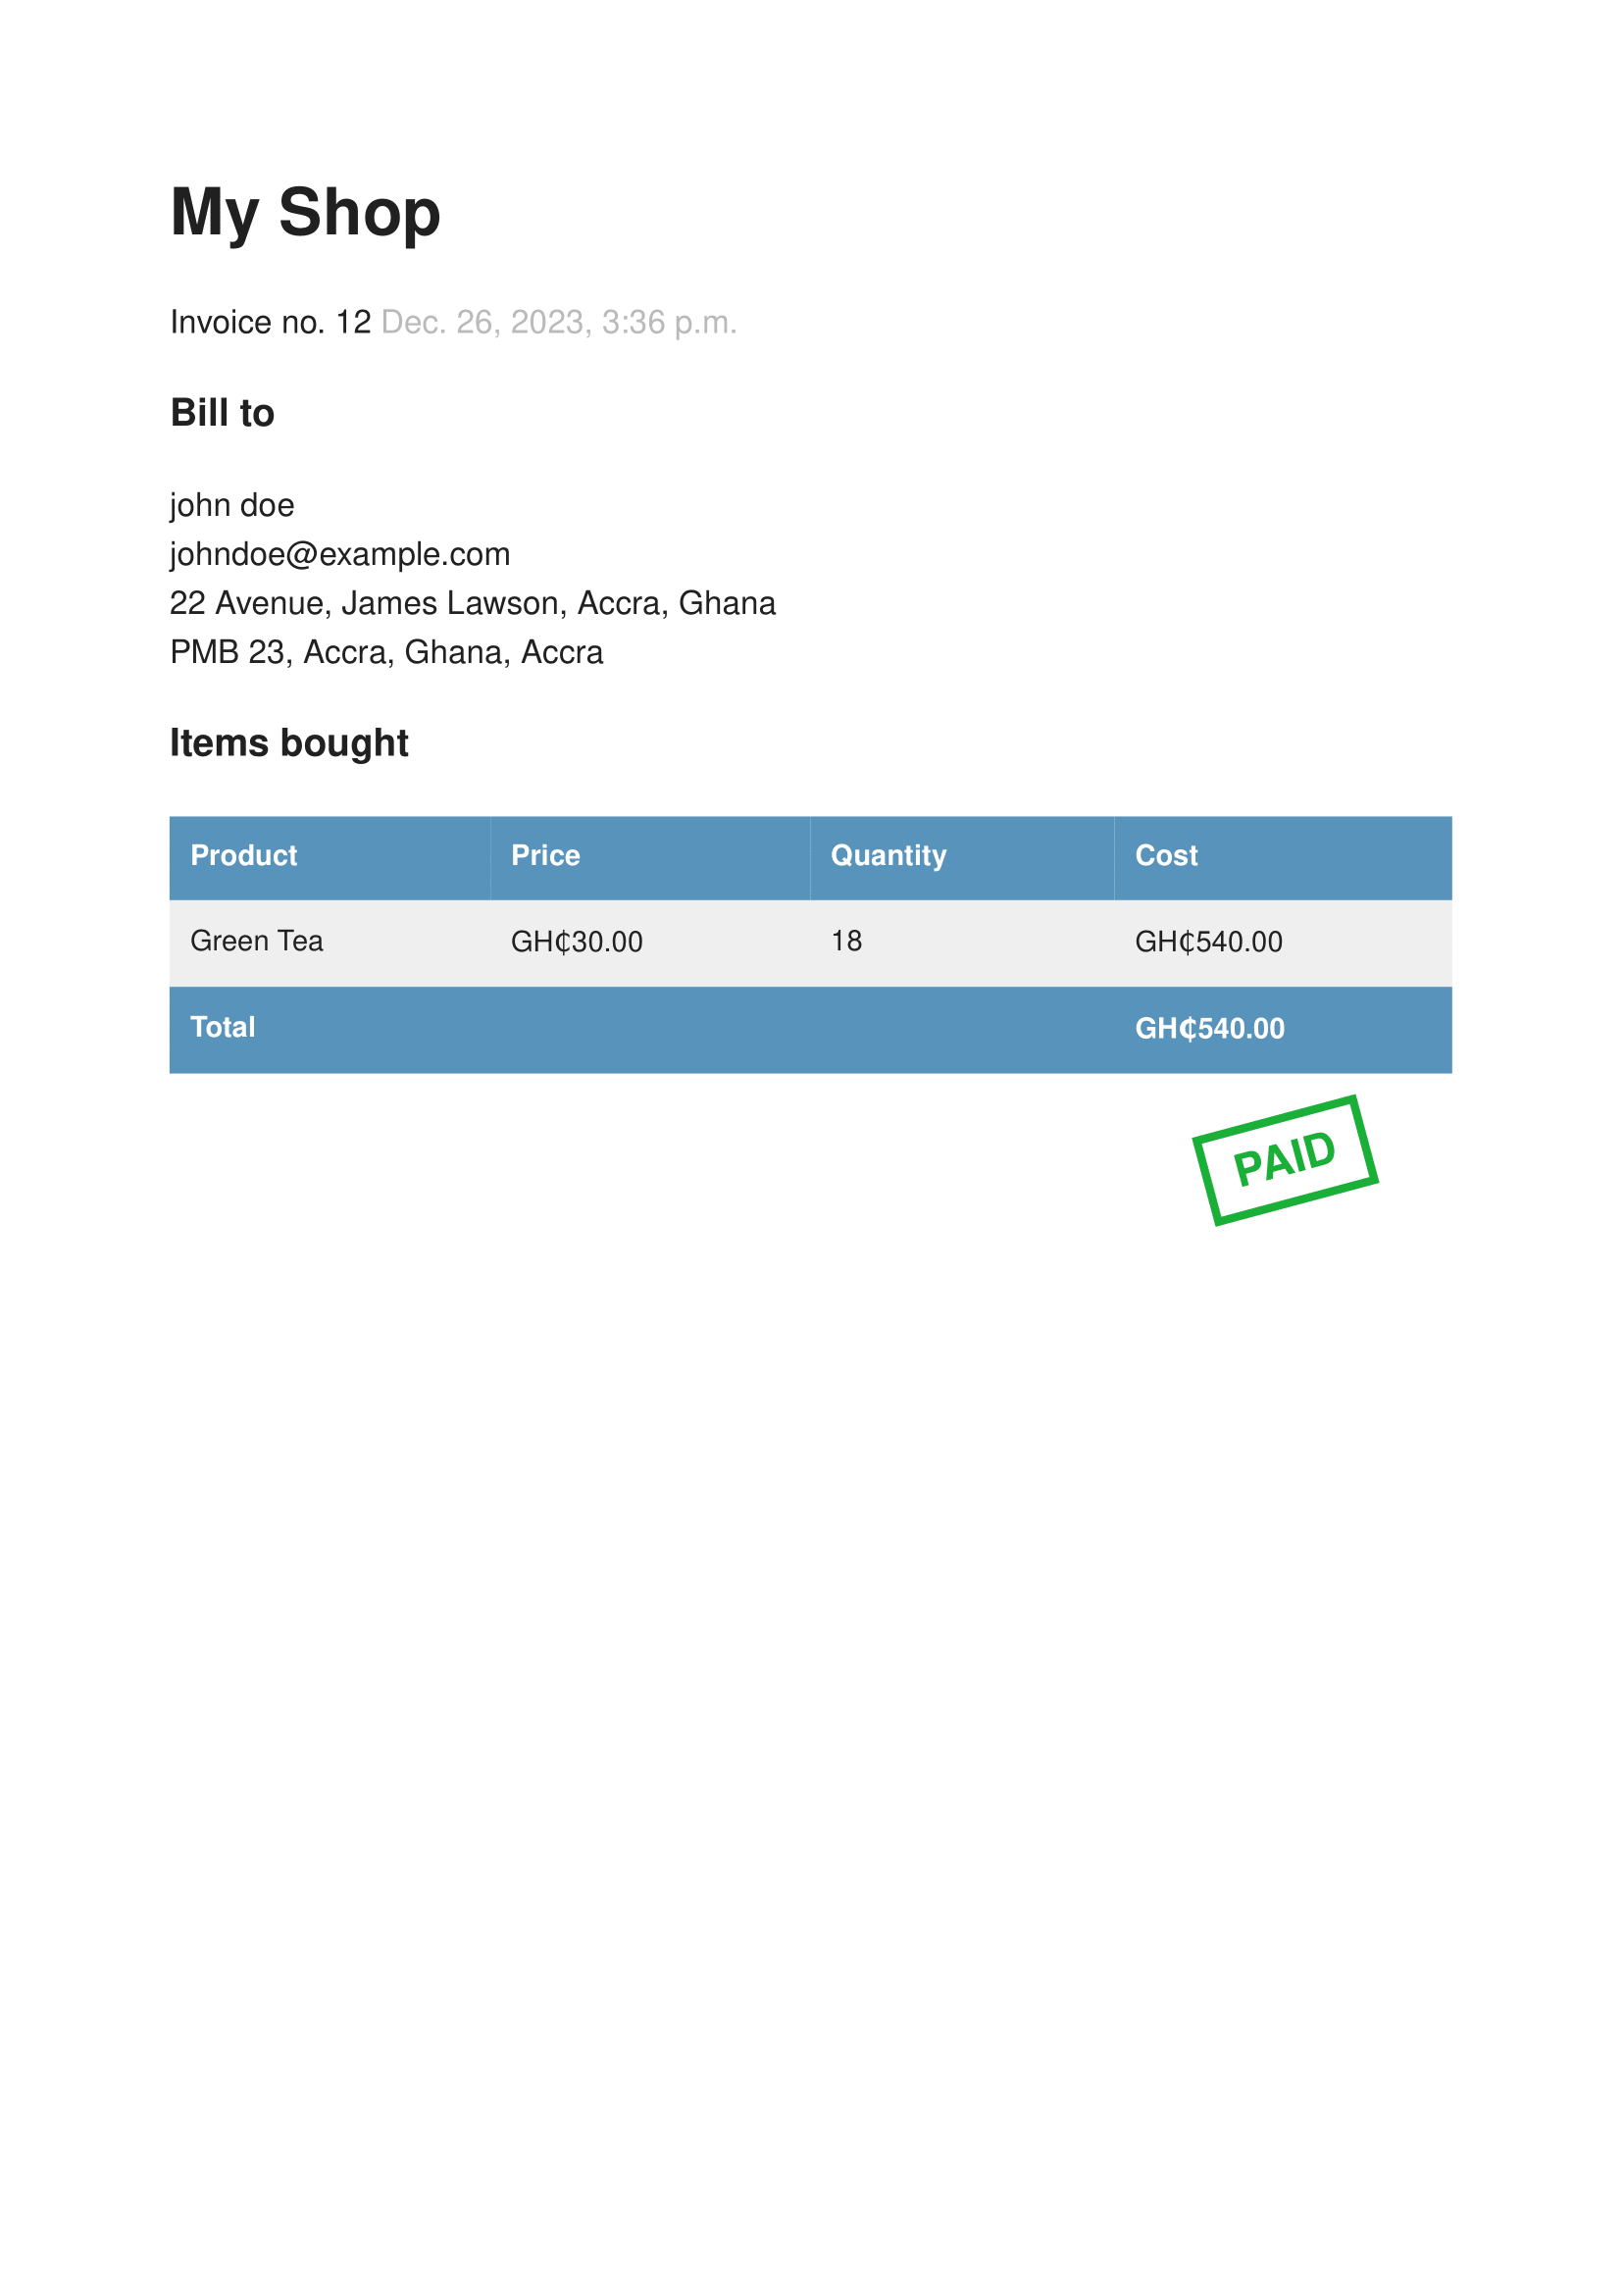 My Shop
Invoice no. 12 Dec. 26, 2023, 3:36 p.m.
Bill to
john doe
johndoe@example.com
22 Avenue, James Lawson, Accra, Ghana
PMB 23, Accra, Ghana, Accra
Items bought
Product Price Quantity Cost
Green Tea GH₵30.00 18 GH₵540.00
Total GH₵540.00
PAID